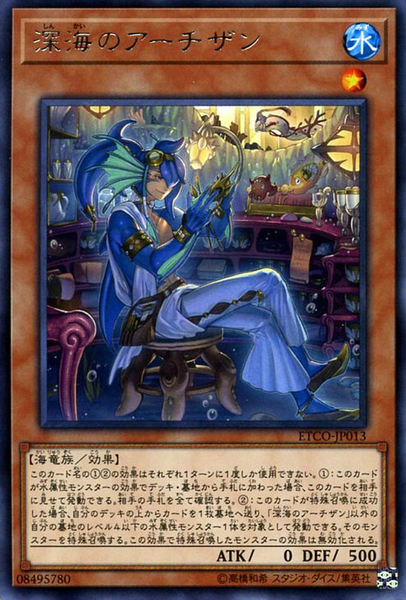 深海のアーチザン
水
ETCO-JP013
【海竜族/効果】
このカード名の①②の効果はそれぞれ1ターンに1度しか使用できない。①:このカード
が水属性モンスターの効果でデッキ・墓地から手札に加わった場合、このカードを相手
に見せて発動できる。相手の手札を全て確認する。②:このカードが特殊召喚に成功
した場合、自分のデッキの上からカードを1枚墓地へ送り、「深海のアーチザン」以外の
自分の墓地のレベル4以下の水属性モンスター1体を対象として発動できる。そのモン
スターを特殊召喚する。この効果で特殊召喚したモンスターの効果は無効化される。
ATK/ 0 DEF/ 500
08495780
©高橋和希 スタジオ・ダイス/集英社